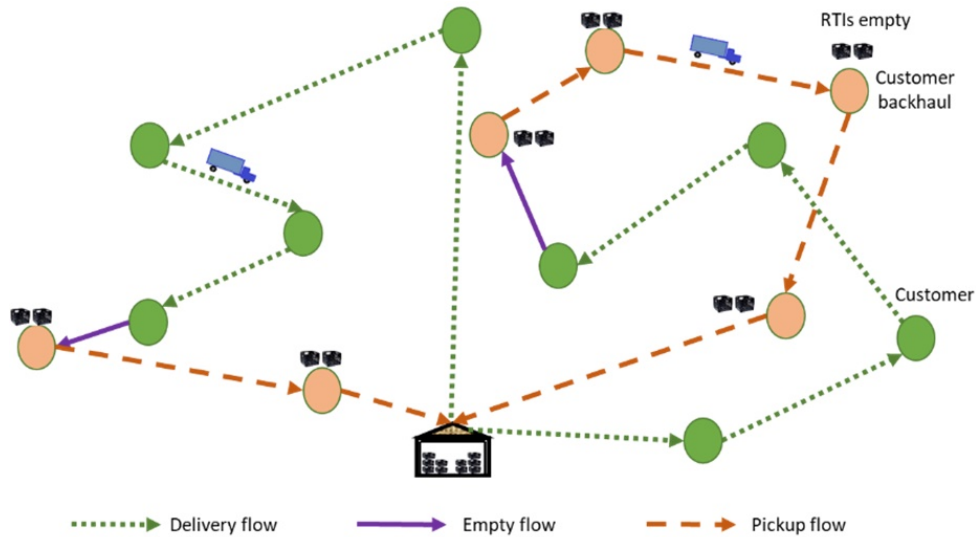 RTIs empty
Customer
backhaul
Customer
Delivery flow
Empty flow
Pickup flow